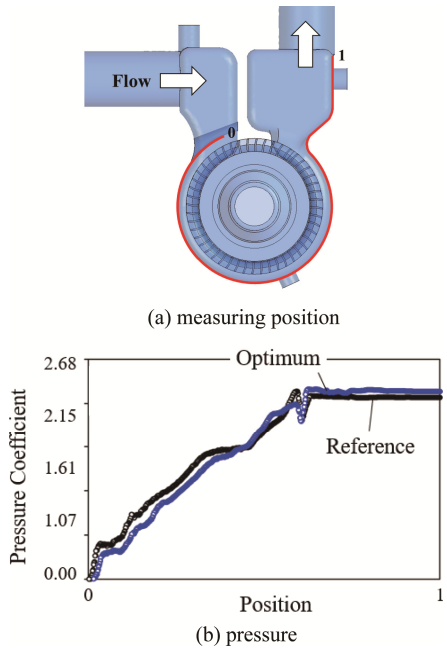 1
Flow
0
(a) measuring position
2.68
Optimum
2.15
Pressure Coefficient
1.61
Reference
1.07
0.00
0
Position
1
(b) pressure